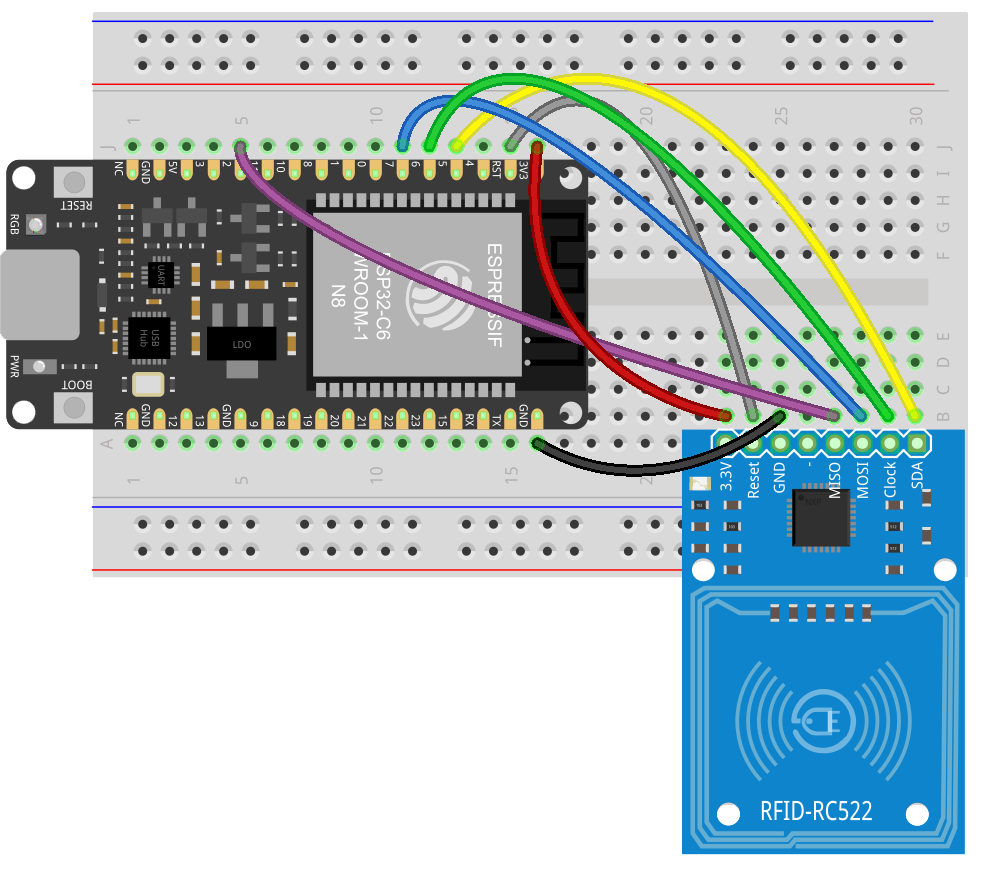 1 5 10 20 25 30
J J
NC GND 5V 3 2 10 8 1 0 7 6 5 4 RST 3V3
I
H
G
F
RESET
RGB
UART
USB Hub
LDO
ESPRESSIF
ESP32-C6
WROOM-1
N8
PWR
BOOT
E
D
C
B
NC GND 12 13 GND 9 18 19 20 21 22 23 15 RX TX GND
A
1 5 10 15
3.3V
Reset
GND
-
MISO
MOSI
Clock
SDA
RFID-RC522